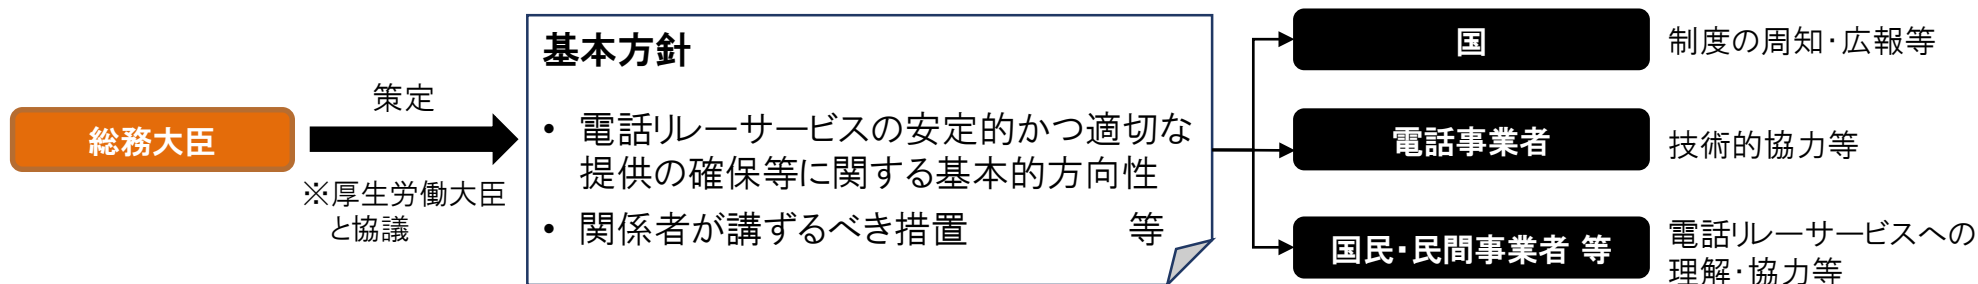 総務大臣
策定
※厚生労働大臣
と協議
基本方針
• 電話リレーサービスの安定的かつ適切な
提供の確保等に関する基本的方向性
• 関係者が講ずるべき措置 等
国
制度の周知・広報等
電話事業者
技術的協力等
国民・民間事業者 等
電話リレーサービスへの
理解・協力等